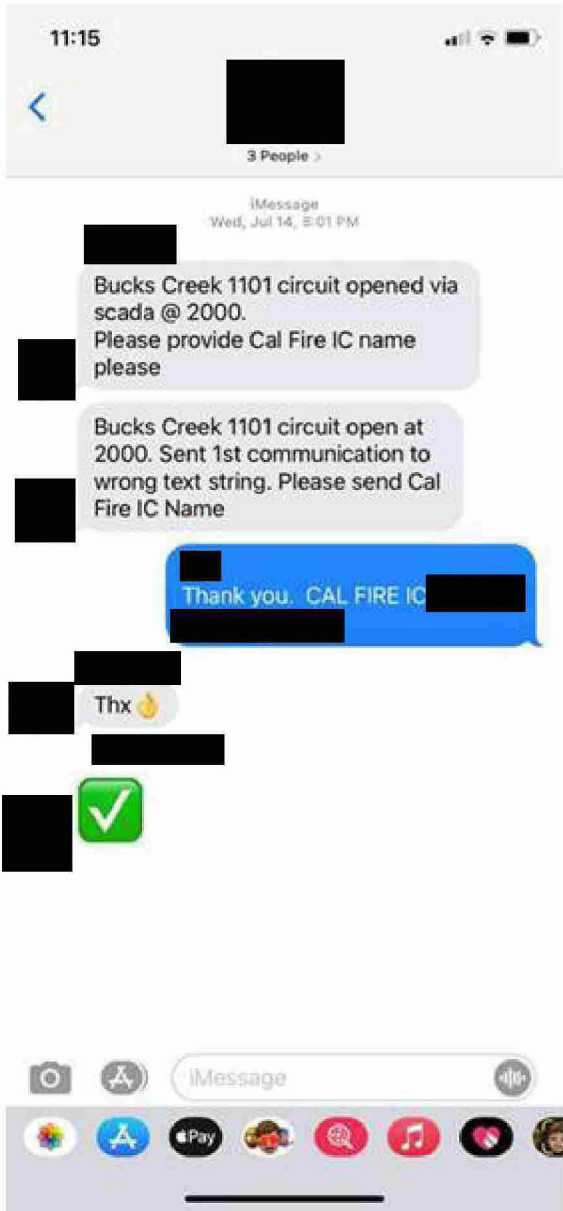 11:15
3 People >
iMessage
Wed, Jul 14, 8:01 PM
Bucks Creek 1101 circuit opened via
scada @ 2000.
Please provide Cal Fire IC name
please
Bucks Creek 1101 circuit open at
2000. Sent 1st communication to
wrong text string. Please send Cal
Fire IC Name
Thank you. CAL FIRE IC
Thx👌
✅
iMessage
Pay